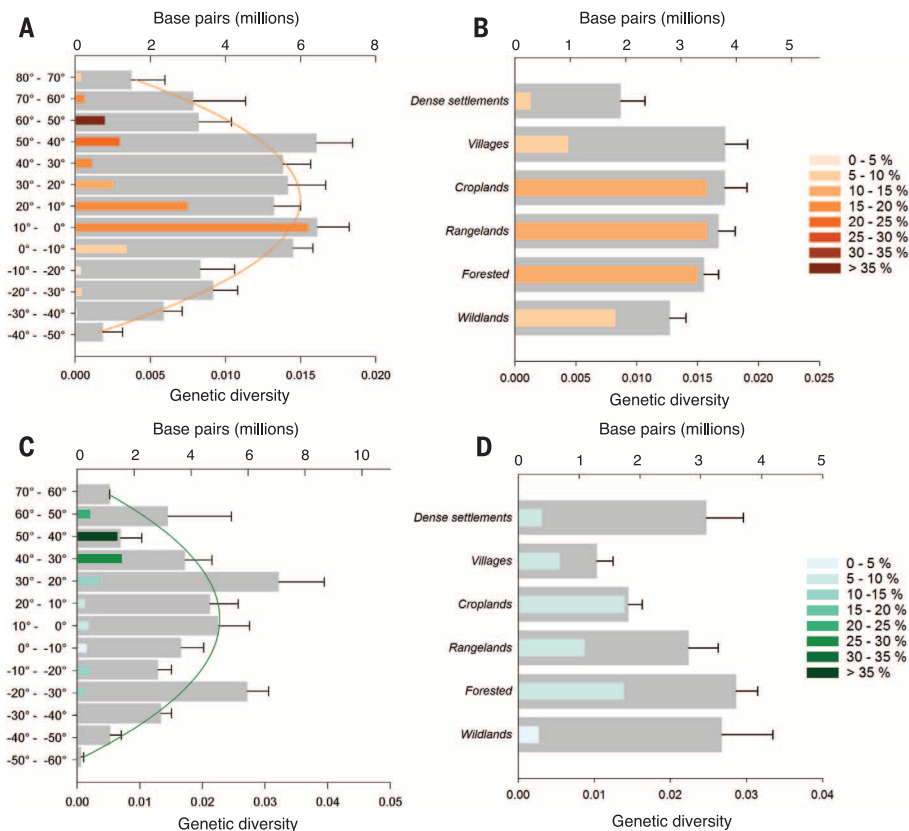 A
Base pairs (millions)
0 2 4 6 8
80° - 70°
70° - 60°
60° - 50°
50° - 40°
40° - 30°
30° - 20°
20° - 10°
10° - 0°
0° - -10°
-10° - -20°
-20° - -30°
-30° - -40°
-40° - -50°
0.000 0.005 0.010 0.015 0.020
Genetic diversity
B
Base pairs (millions)
0 1 2 3 4 5
Dense settlements
Villages
Croplands
Rangelands
Forested
Wildlands
0.000 0.005 0.010 0.015 0.020 0.025
Genetic diversity
0 - 5 %
5 - 10 %
10 - 15 %
15 - 20 %
20 - 25 %
25 - 30 %
30 - 35 %
> 35 %
C
Base pairs (millions)
0 2 4 6 8 10
70° - 60°
60° - 50°
50° - 40°
40° - 30°
30° - 20°
20° - 10°
10° - 0°
0° - -10°
-10° - -20°
-20° - -30°
-30° - -40°
-40° - -50°
-50° - -60°
0.00 0.01 0.02 0.03 0.04 0.05
Genetic diversity
D
Base pairs (millions)
0 1 2 3 4 5
Dense settlements
Villages
Croplands
Rangelands
Forested
Wildlands
0.00 0.01 0.02 0.03 0.04
Genetic diversity
0 - 5 %
5 - 10 %
10 -15 %
15 - 20 %
20 - 25 %
25 - 30 %
30 - 35 %
> 35 %